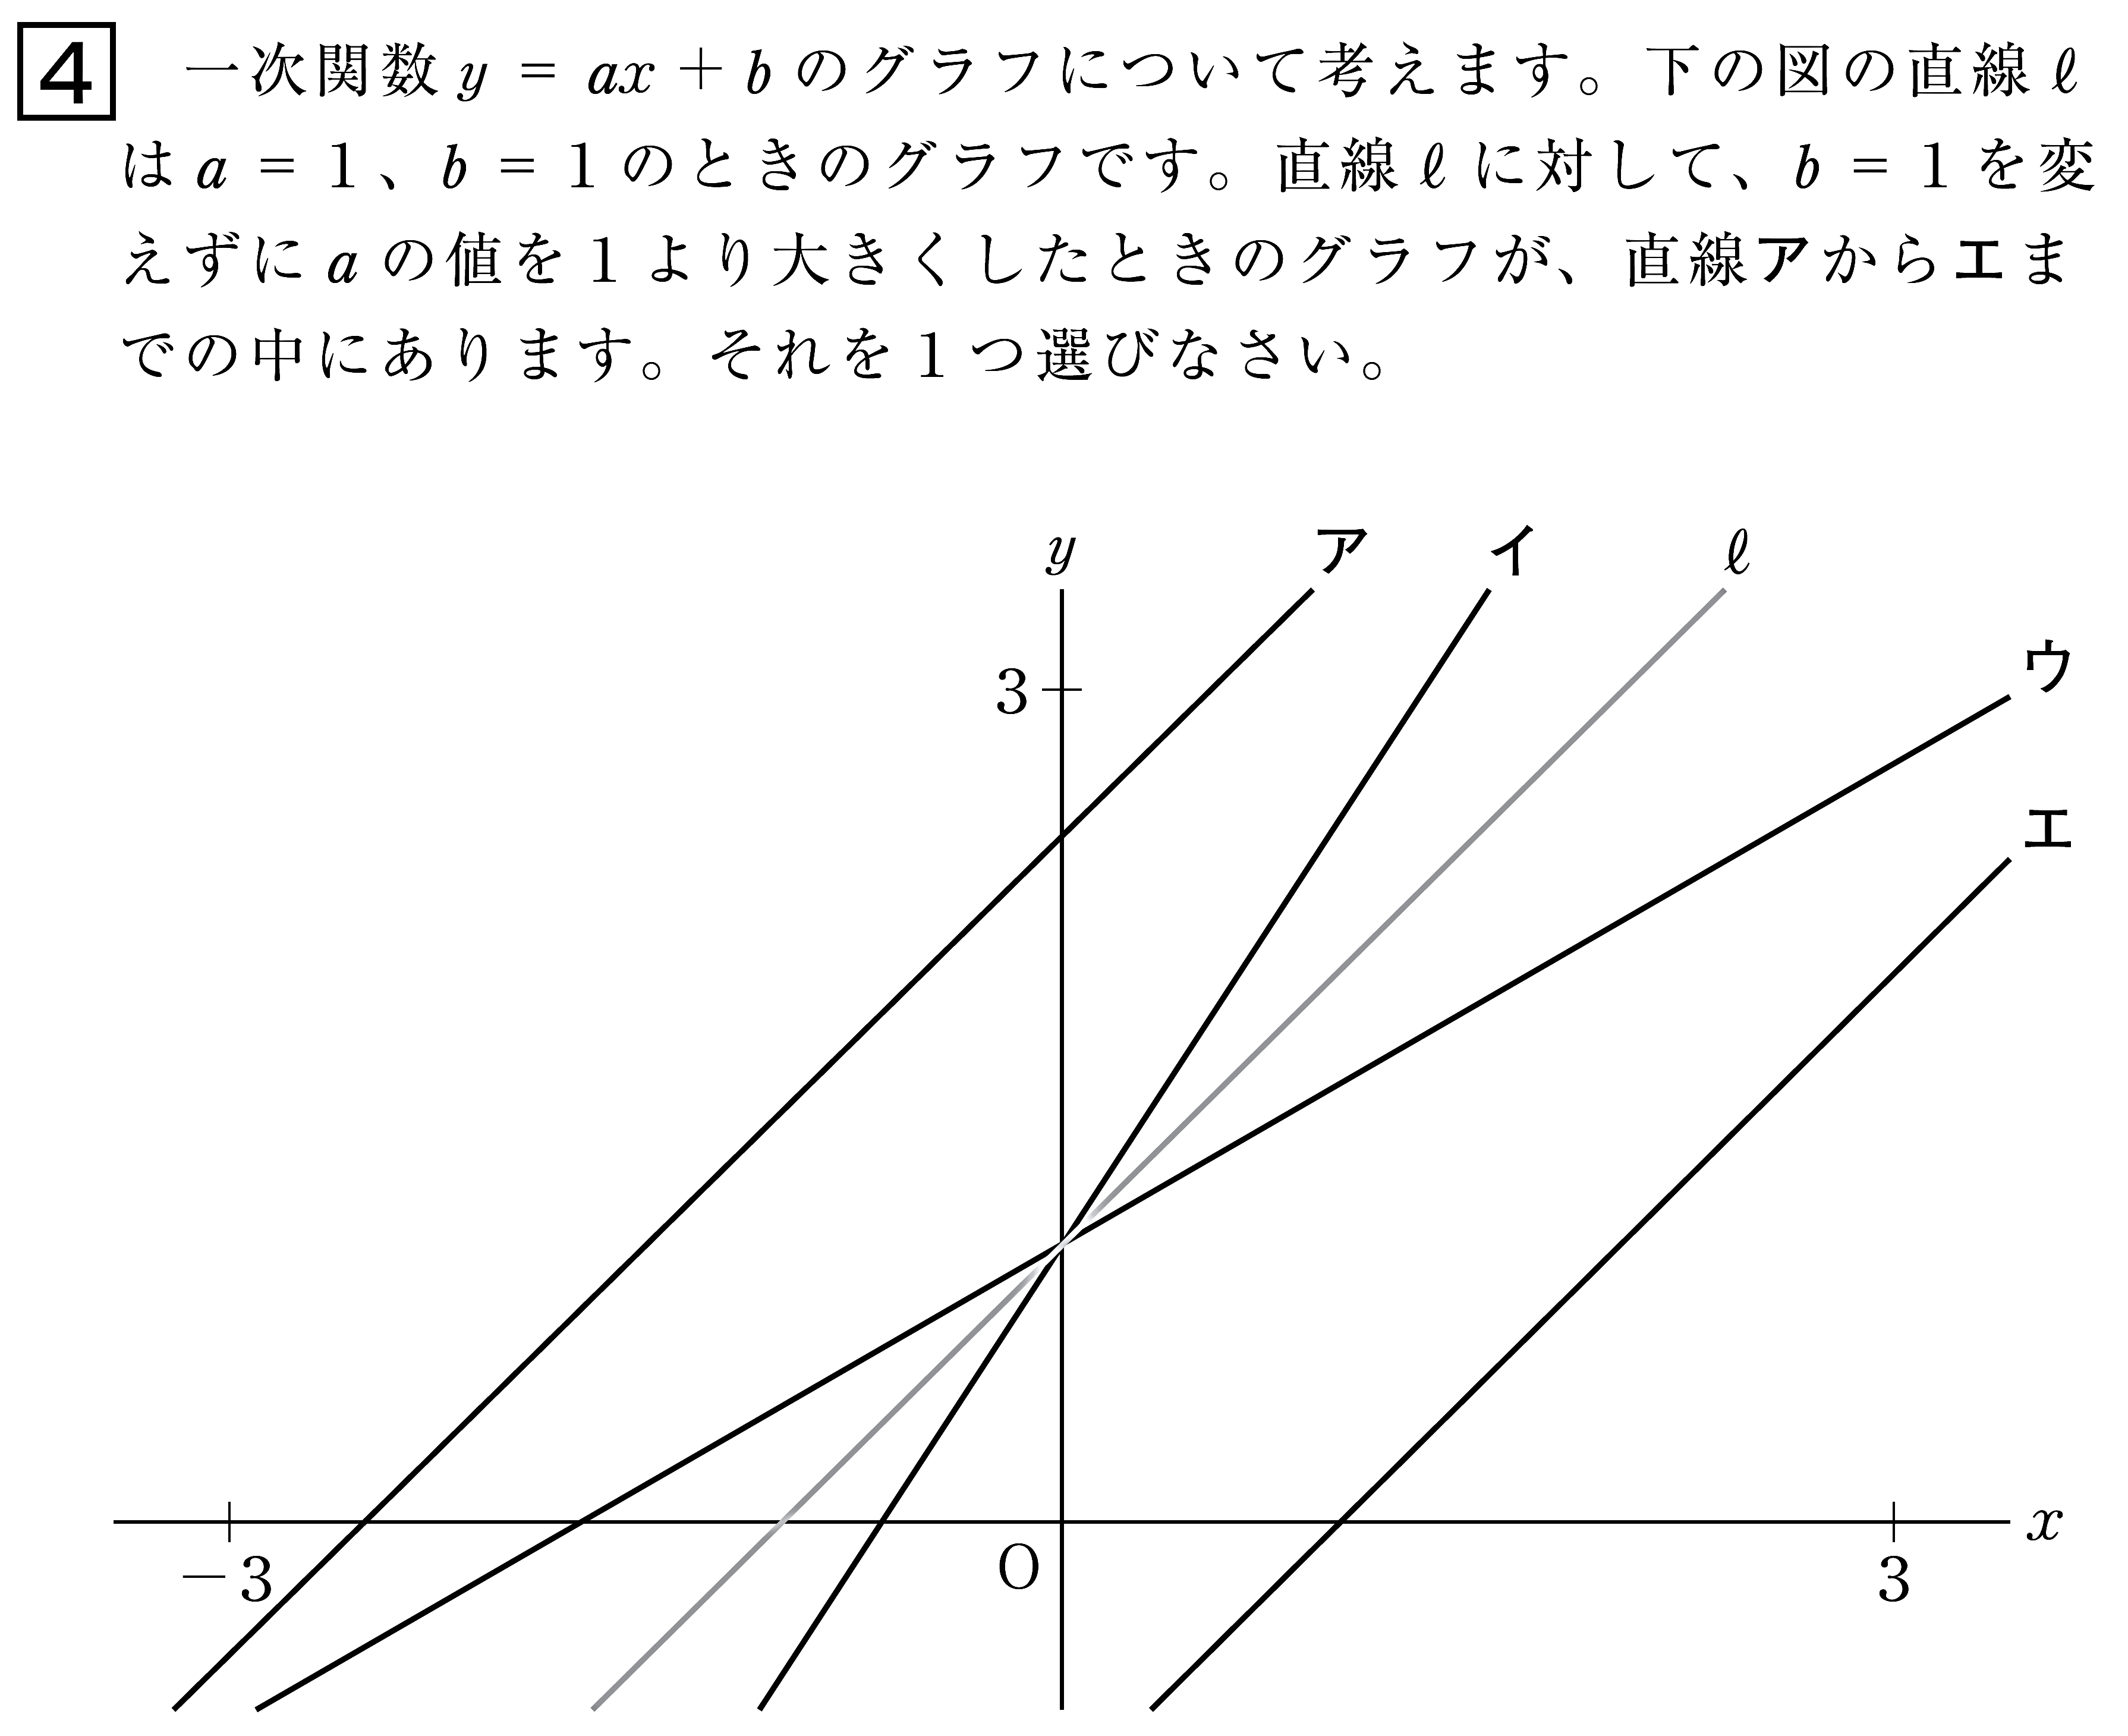 4 一次関数 y = ax + b のグラフについて考えます。下の図の直線 ℓ
は a = 1、b = 1 のときのグラフです。直線 ℓ に対して、b = 1 を変
えずに a の値を 1 より大きくしたときのグラフが、直線アからエま
での中にあります。それを 1 つ選びなさい。
y ア イ ℓ
3
ウ
エ
O x
−3 3